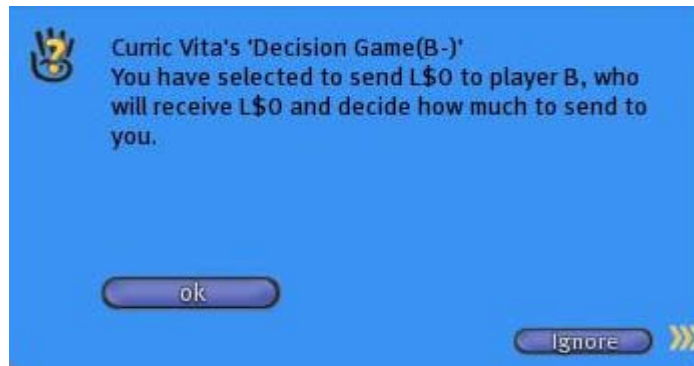 Curric Vita's 'Decision Game(B-)'
You have selected to send L$0 to player B, who
will receive L$0 and decide how much to send to
you.
ok
Ignore